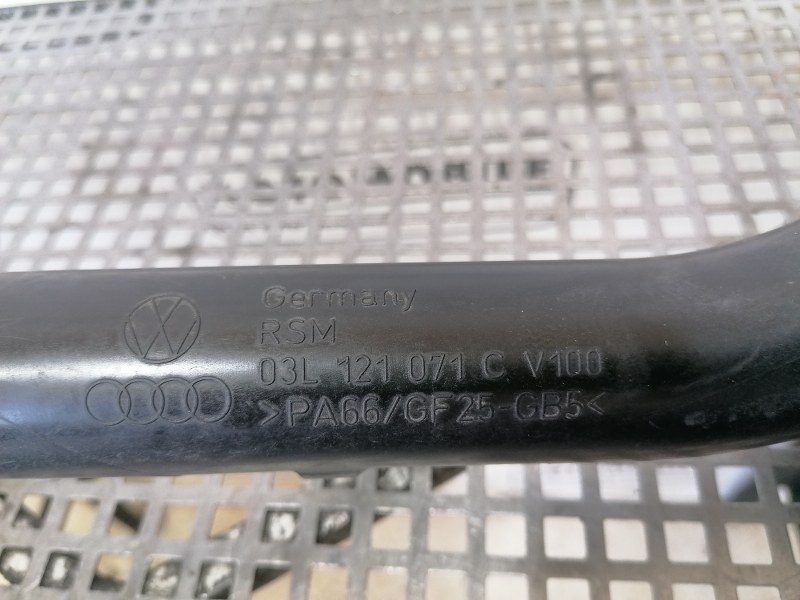 Germany
RSM
03L 121 071 C V100
>PA66/GF25-GB5<